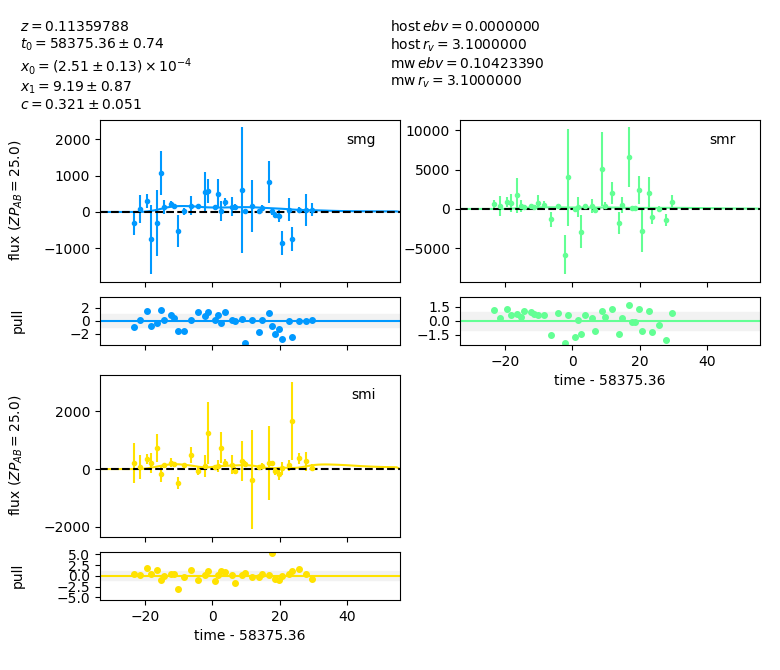 z = 0.11359788
t₀ = 58375.36 ± 0.74
x₀ = (2.51 ± 0.13) × 10⁻⁴
x₁ = 9.19 ± 0.87
c = 0.321 ± 0.051
host ebv = 0.0000000
host r_v = 3.1000000
mw ebv = 0.10423390
mw r_v = 3.1000000
smg
flux (ZP_AB = 25.0)
2000
1000
0
−1000
smr
10000
5000
0
−5000
pull
2
0
−2
1.5
0.0
−1.5
−20
0
20
40
time - 58375.36
smi
flux (ZP_AB = 25.0)
2000
0
−2000
pull
5.0
2.5
0.0
−2.5
−5.0
−20
0
20
40
time - 58375.36